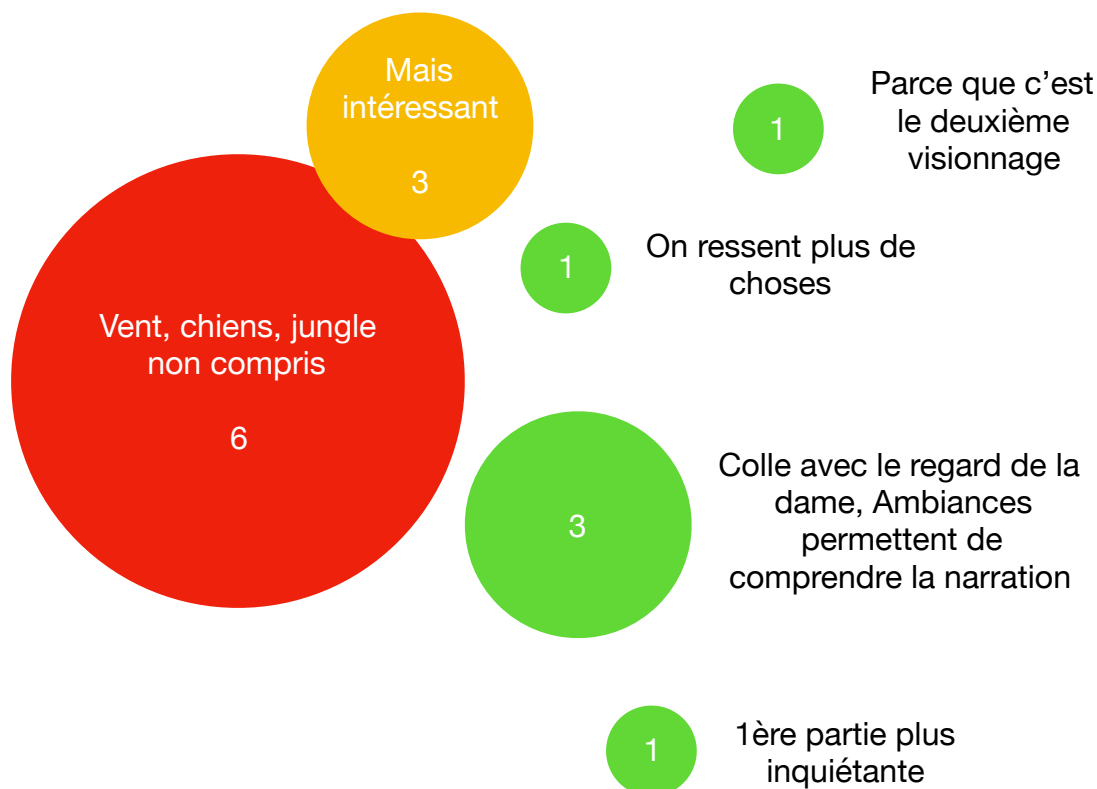 Mais
intéressant
3
1
Parce que c’est
le deuxième
visionnage
1
On ressent plus de
choses
Vent, chiens, jungle
non compris
6
3
Colle avec le regard de la
dame, Ambiances
permettent de
comprendre la narration
1
1ère partie plus
inquiétante